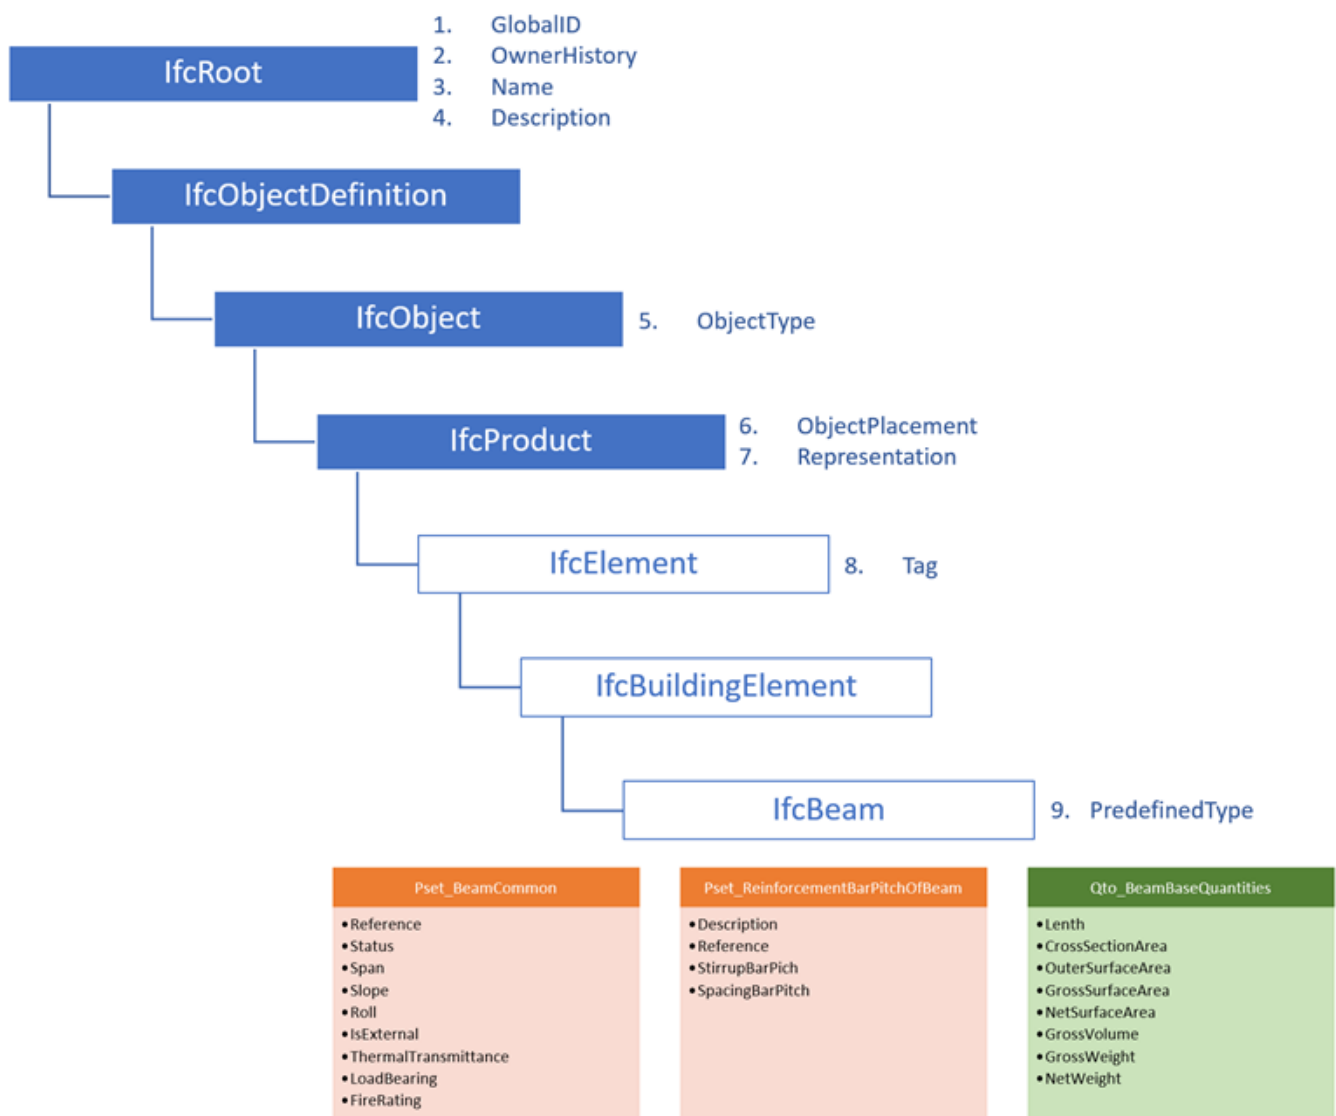 1. GlobalID
IfcRoot
2. OwnerHistory
3. Name
4. Description
IfcObjectDefinition
IfcObject
5. ObjectType
IfcProduct
6. ObjectPlacement
7. Representation
IfcElement
8. Tag
IfcBuildingElement
IfcBeam
9. PredefinedType
Pset_BeamCommon
•Reference
•Status
•Span
•Slope
•Roll
•IsExternal
•ThermalTransmittance
•LoadBearing
•FireRating
Pset_ReinforcementBarPitchOfBeam
•Description
•Reference
•StirrupBarPich
•SpacingBarPitch
Qto_BeamBaseQuantities
•Lenth
•CrossSectionArea
•OuterSurfaceArea
•GrossSurfaceArea
•NetSurfaceArea
•GrossVolume
•GrossWeight
•NetWeight